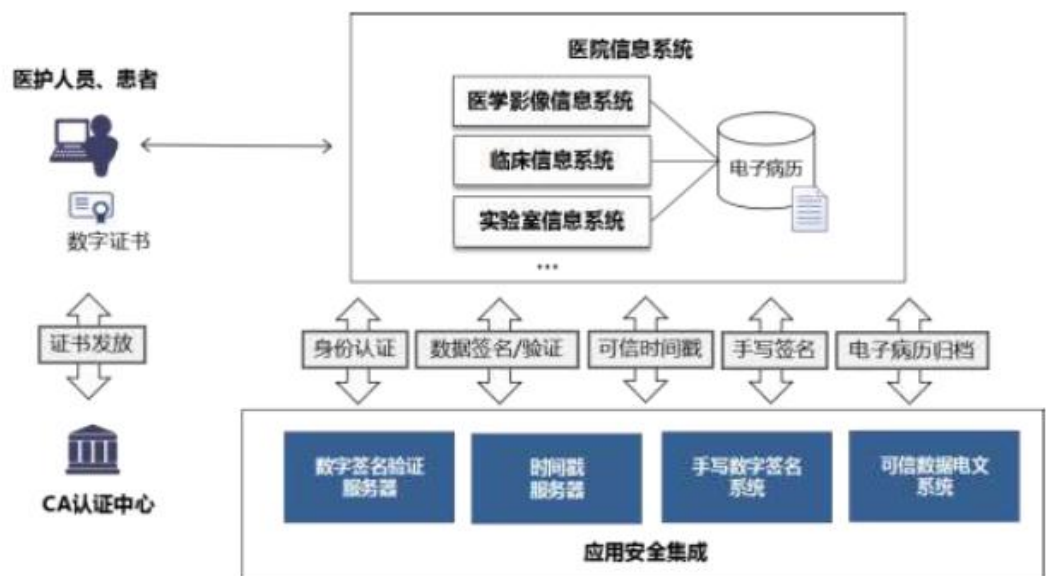 医院信息系统
医护人员、患者
医学影像信息系统
临床信息系统
电子病历
实验室信息系统
数字证书
...
证书发放
身份认证
数据签名/验证
可信时间戳
手写签名
电子病历归档
数字签名验证
服务器
时间戳
服务器
手写数字签名
系统
可信数据电文
系统
CA认证中心
应用安全集成